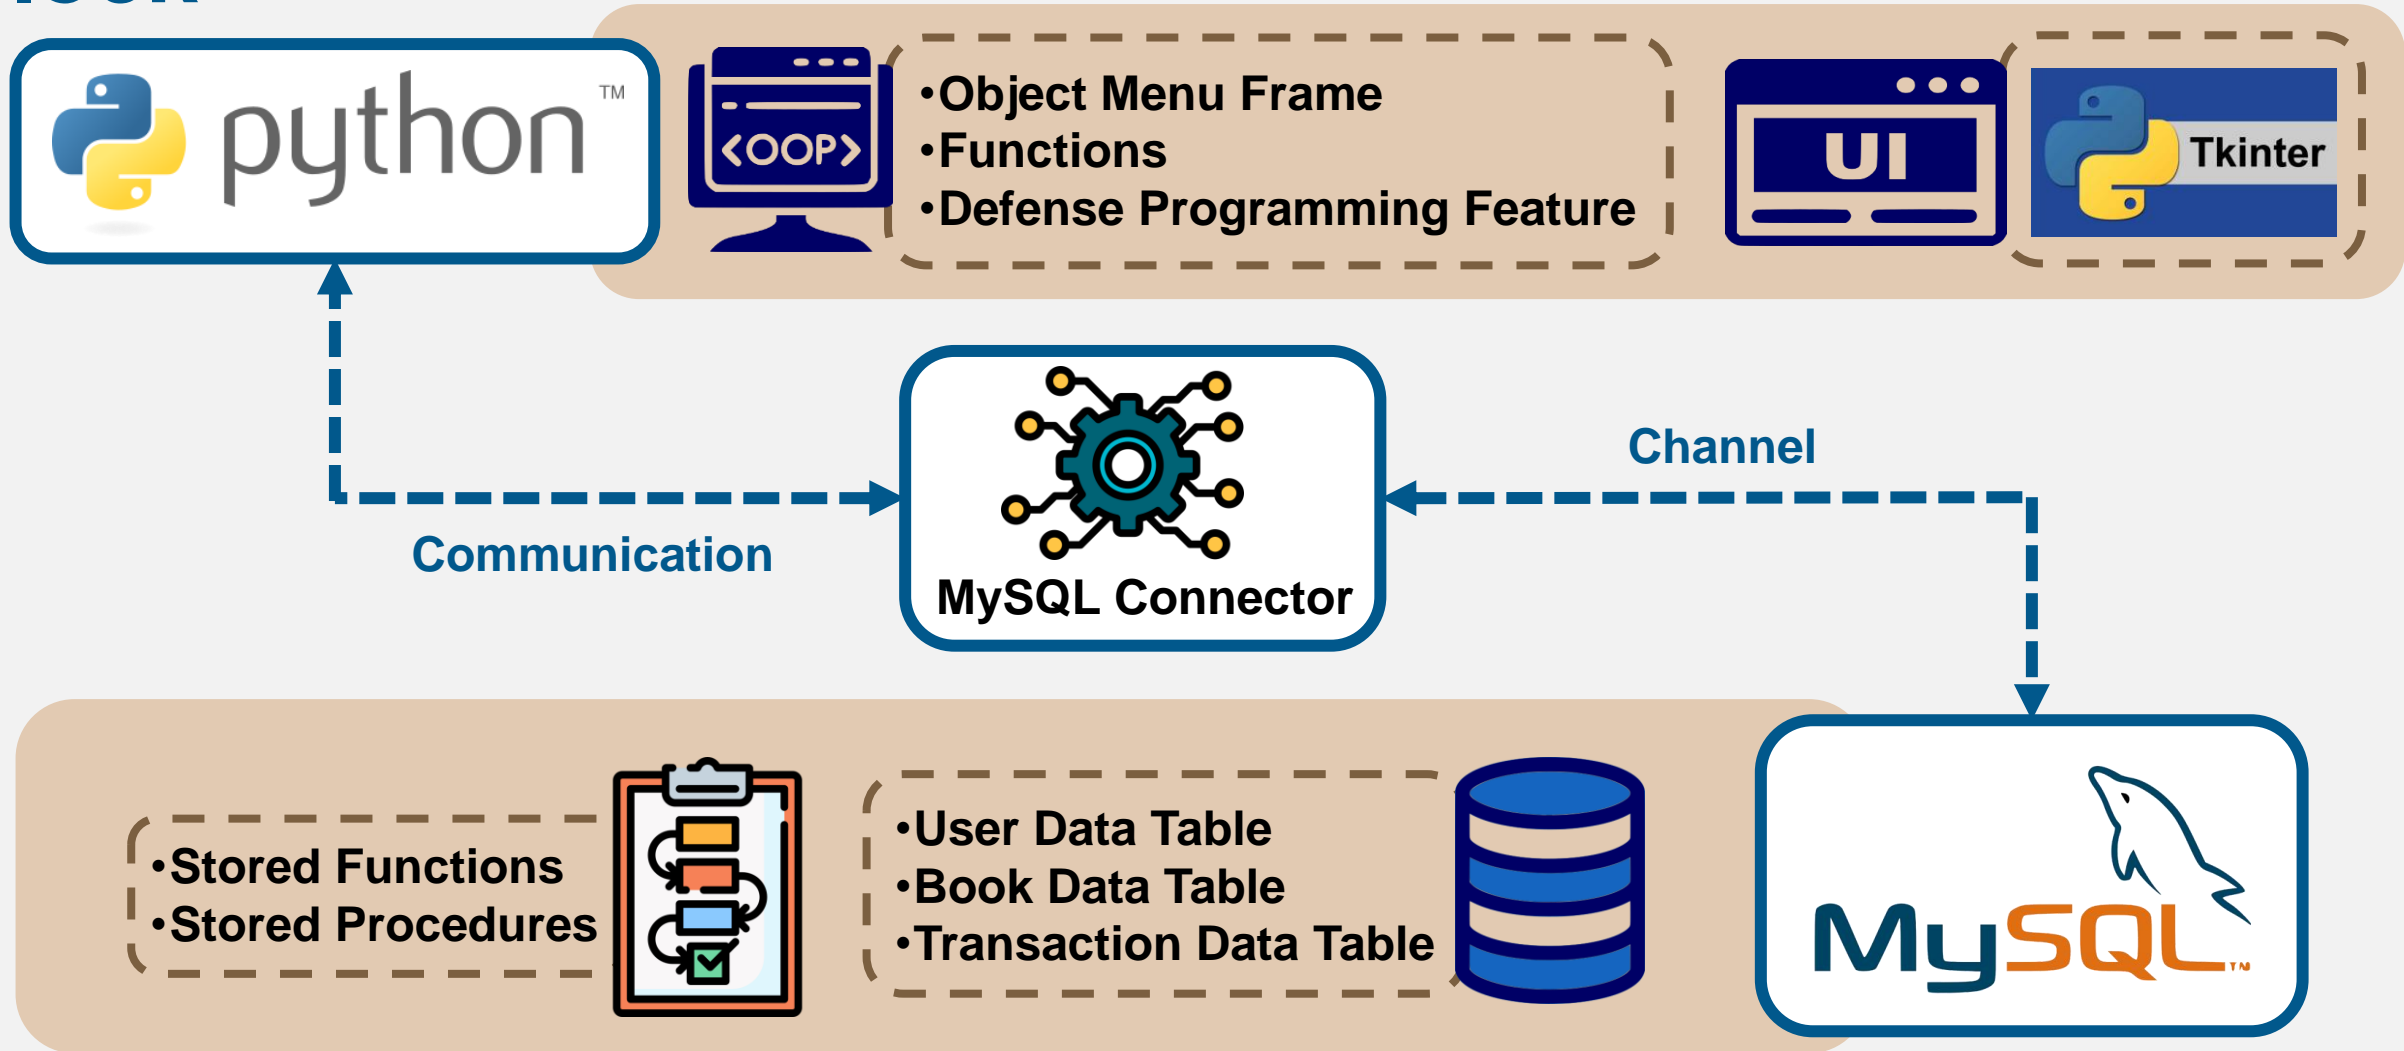 python™
<OOP>
•Object Menu Frame
•Functions
•Defense Programming Feature
UI
Tkinter
Communication
MySQL Connector
Channel
•Stored Functions
•Stored Procedures
•User Data Table
•Book Data Table
•Transaction Data Table
MySQL™